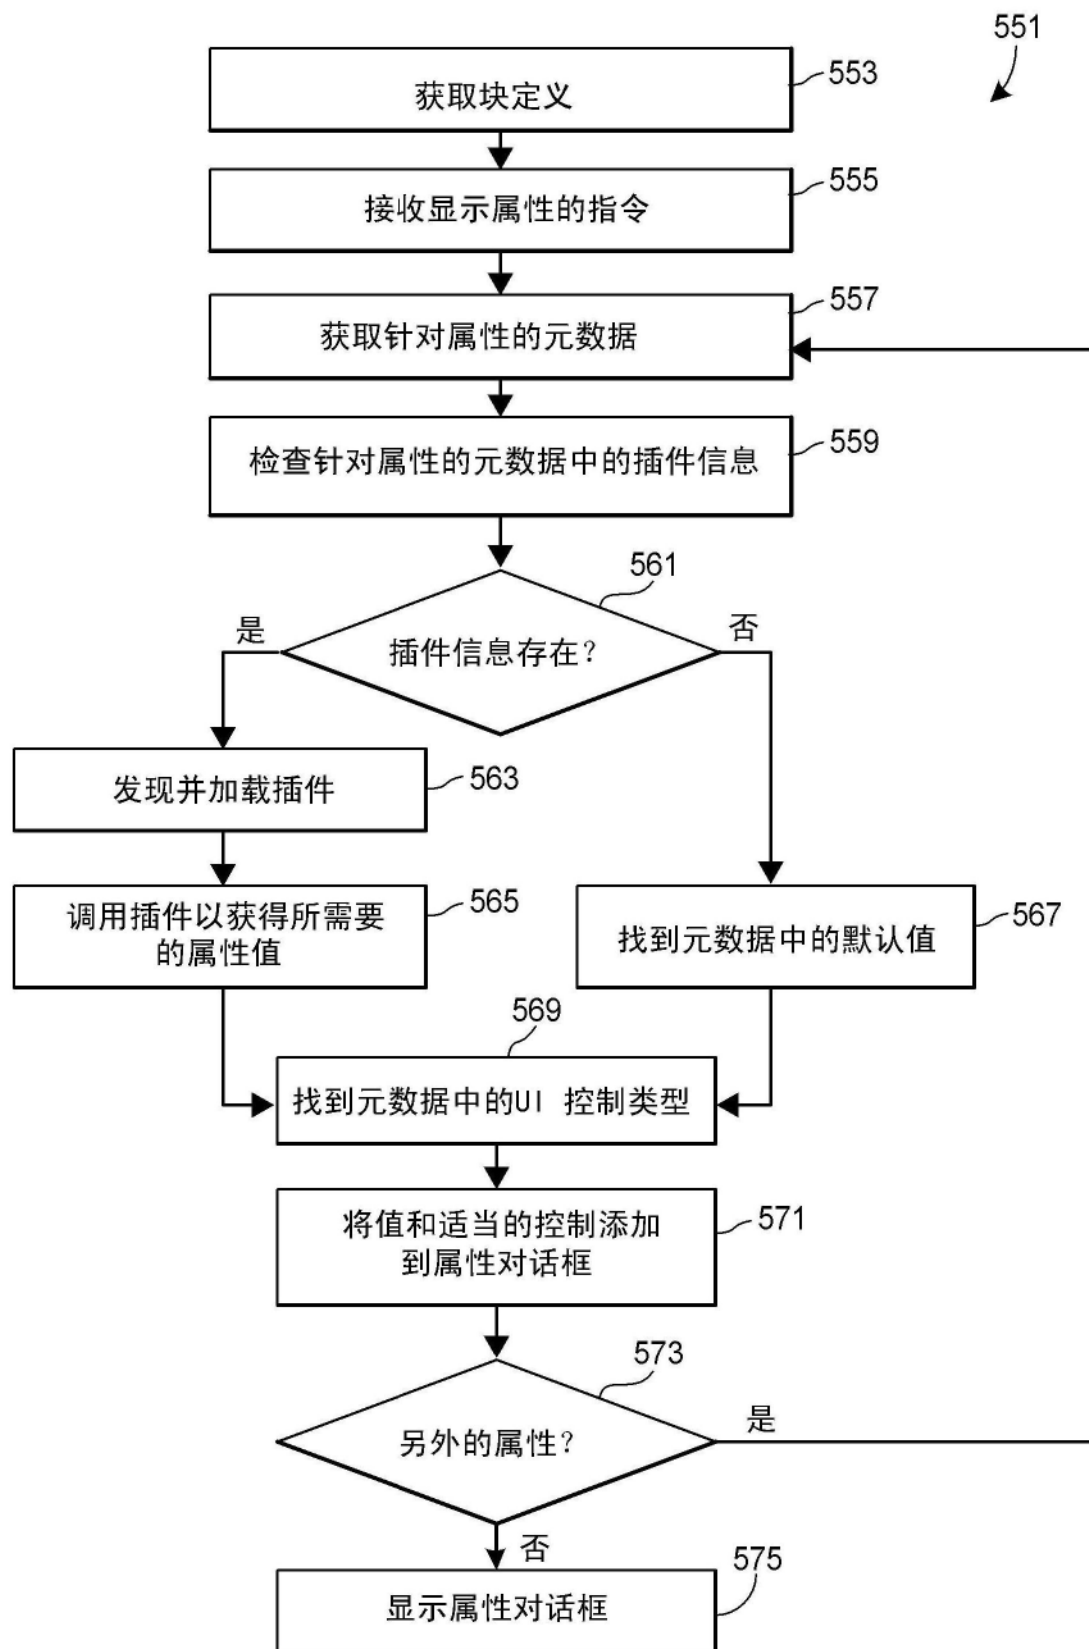 551
获取块定义
553
接收显示属性的指令
555
获取针对属性的元数据
557
检查针对属性的元数据中的插件信息
559
561
插件信息存在？
是
否
发现并加载插件
563
调用插件以获得所需要
的属性值
565
找到元数据中的默认值
567
569
找到元数据中的UI 控制类型
将值和适当的控制添加
到属性对话框
571
573
另外的属性？
是
否
显示属性对话框
575